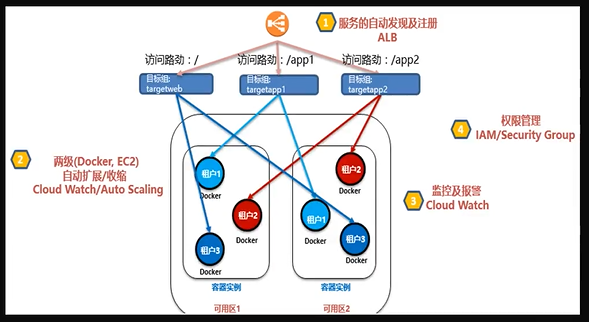 1
服务的自动发现及注册
ALB
访问路劲：/
访问路劲：/app1
访问路劲：/app2
目标组:
targetweb
目标组:
targetapp1
目标组:
targetapp2
4
权限管理
IAM/Security Group
2
两级(Docker, EC2)
自动扩展/收缩
Cloud Watch/Auto Scaling
3
监控及报警
Cloud Watch
租户1
Docker
租户2
Docker
租户3
Docker
容器实例
可用区1
租户2
Docker
租户1
Docker
租户3
Docker
容器实例
可用区2